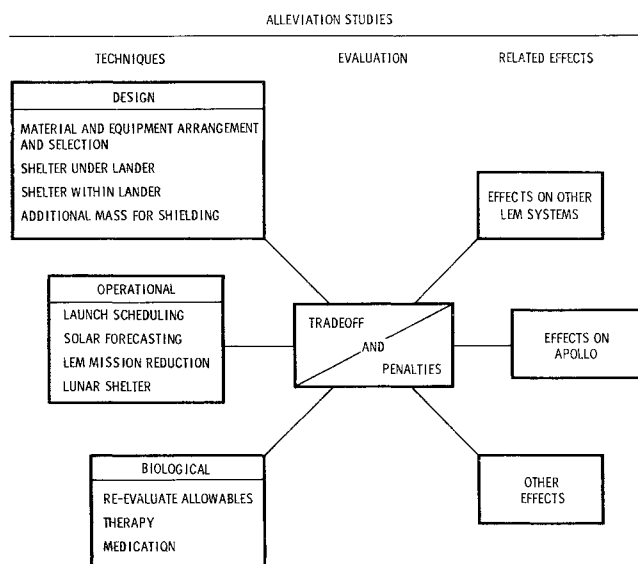 ALLEVIATION STUDIES
TECHNIQUES
EVALUATION
RELATED EFFECTS
DESIGN
MATERIAL AND EQUIPMENT ARRANGEMENT
AND SELECTION
SHELTER UNDER LANDER
SHELTER WITHIN LANDER
ADDITIONAL MASS FOR SHIELDING
OPERATIONAL
LAUNCH SCHEDULING
SOLAR FORECASTING
LEM MISSION REDUCTION
LUNAR SHELTER
BIOLOGICAL
RE-EVALUATE ALLOWABLES
THERAPY
MEDICATION
TRADEOFF
AND
PENALTIES
EFFECTS ON OTHER
LEM SYSTEMS
EFFECTS ON
APOLLO
OTHER
EFFECTS